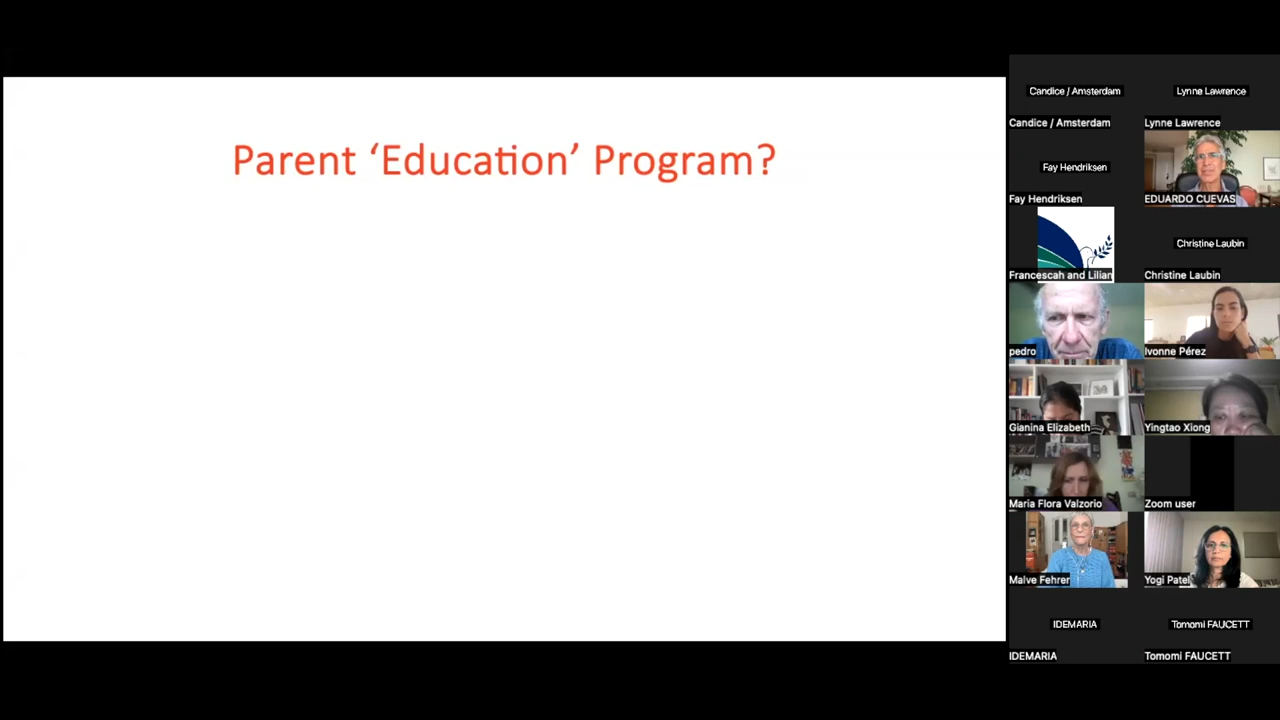 Parent ‘Education’ Program?
Candice / Amsterdam
Candice / Amsterdam
Lynne Lawrence
Lynne Lawrence
Fay Hendriksen
Fay Hendriksen
EDUARDO CUEVAS
Francescah and Lilian
Christine Laubin
Christine Laubin
pedro
Ivonne Pérez
Gianina Elizabeth
Yingtao Xiong
Maria Flora Valzorio
Zoom user
Malve Fehrer
Yogi Patel
IDEMARIA
IDEMARIA
Tomomi FAUCETT
Tomomi FAUCETT